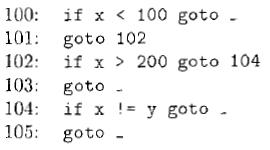 100: if x < 100 goto _
101: goto 102
102: if x > 200 goto 104
103: goto _
104: if x != y goto _
105: goto _